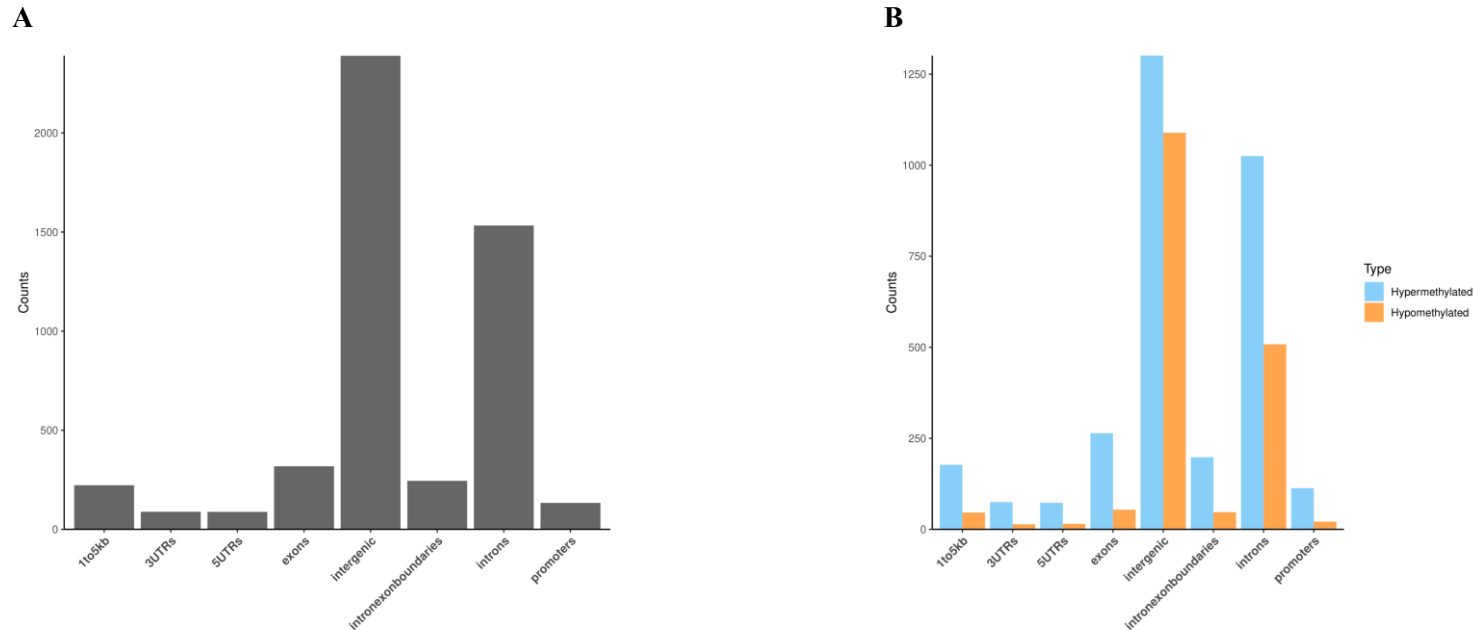 A
Counts
2000
1500
1000
500
0
1to5kb
3UTRs
5UTRs
exons
intergenic
intronexonboundaries
introns
promoters
B
Counts
1250
1000
750
500
250
0
1to5kb
3UTRs
5UTRs
exons
intergenic
intronexonboundaries
introns
promoters
Type
Hypermethylated
Hypomethylated